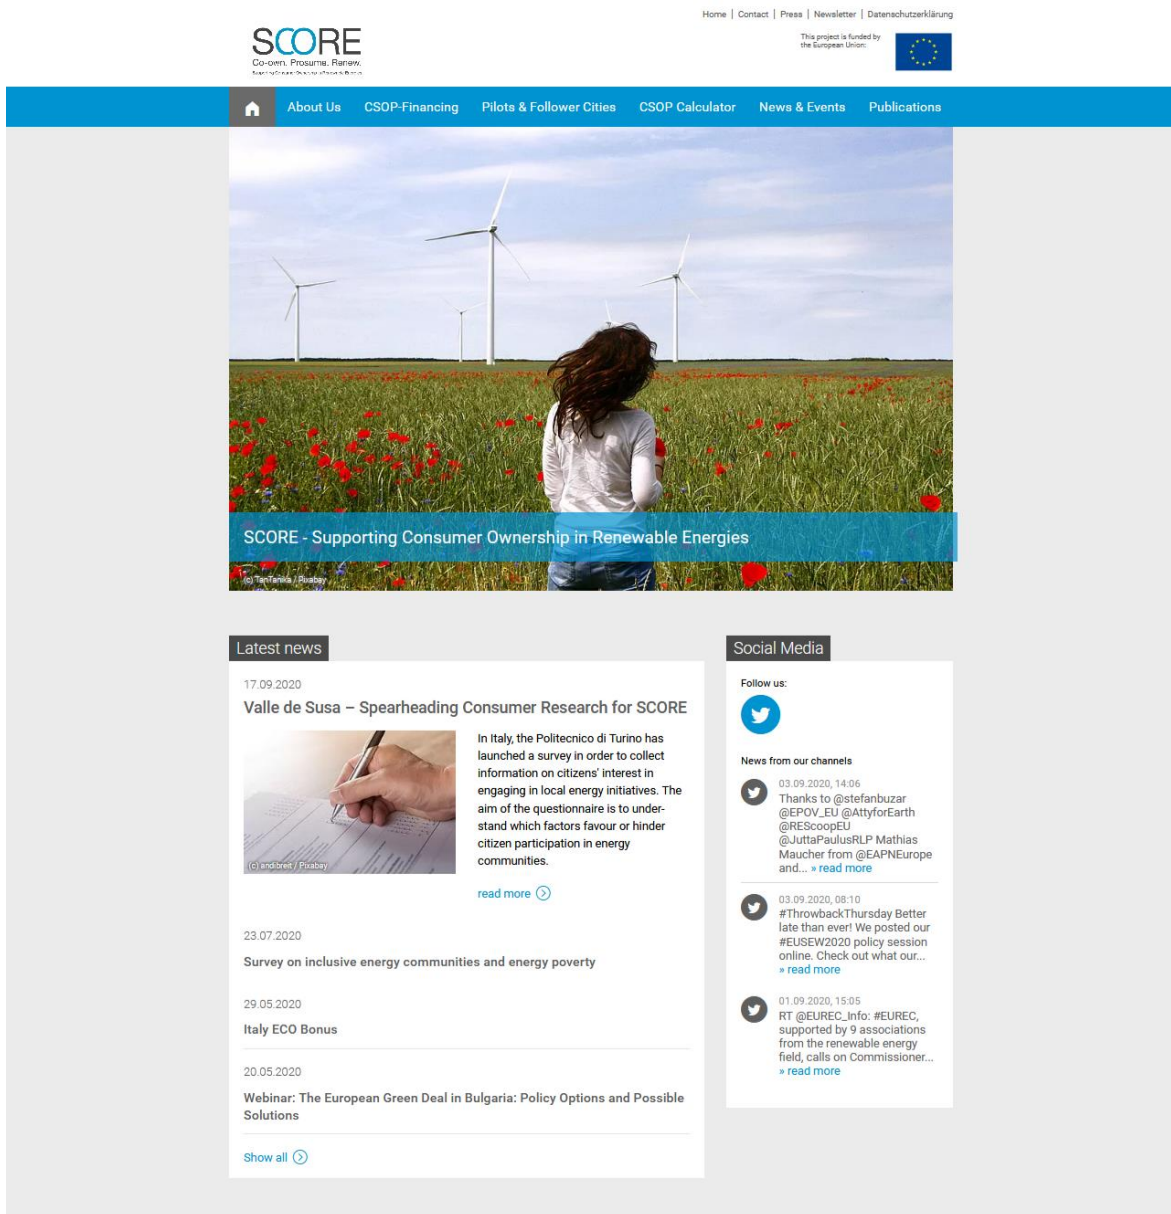 Home | Contact | Press | Newsletter | Datenschutzerklärung
This project is funded by
the European Union:
SCORE
Co-own. Prosume. Renew.
Supporting Consumer Ownership in Renewable Energies
About Us CSOP-Financing Pilots & Follower Cities CSOP Calculator News & Events Publications
SCORE - Supporting Consumer Ownership in Renewable Energies
(c) TanTanika / Pixabay
Latest news
17.09.2020
Valle de Susa – Spearheading Consumer Research for SCORE
In Italy, the Politecnico di Turino has
launched a survey in order to collect
information on citizens' interest in
engaging in local energy initiatives. The
aim of the questionnaire is to under-
stand which factors favour or hinder
citizen participation in energy
communities.
(c) andibreit / Pixabay
read more
23.07.2020
Survey on inclusive energy communities and energy poverty
29.05.2020
Italy ECO Bonus
20.05.2020
Webinar: The European Green Deal in Bulgaria: Policy Options and Possible
Solutions
Show all
Social Media
Follow us:
News from our channels
03.09.2020, 14:06
Thanks to @stefanbuzar
@EPOV_EU @AttyforEarth
@REScoopEU
@JuttaPaulusRLP Mathias
Maucher from @EAPNEurope
and... » read more
03.09.2020, 08:10
#ThrowbackThursday Better
late than ever! We posted our
#EUSEW2020 policy session
online. Check out what our...
» read more
01.09.2020, 15:05
RT @EUREC_Info: #EUREC,
supported by 9 associations
from the renewable energy
field, calls on Commissioner...
» read more